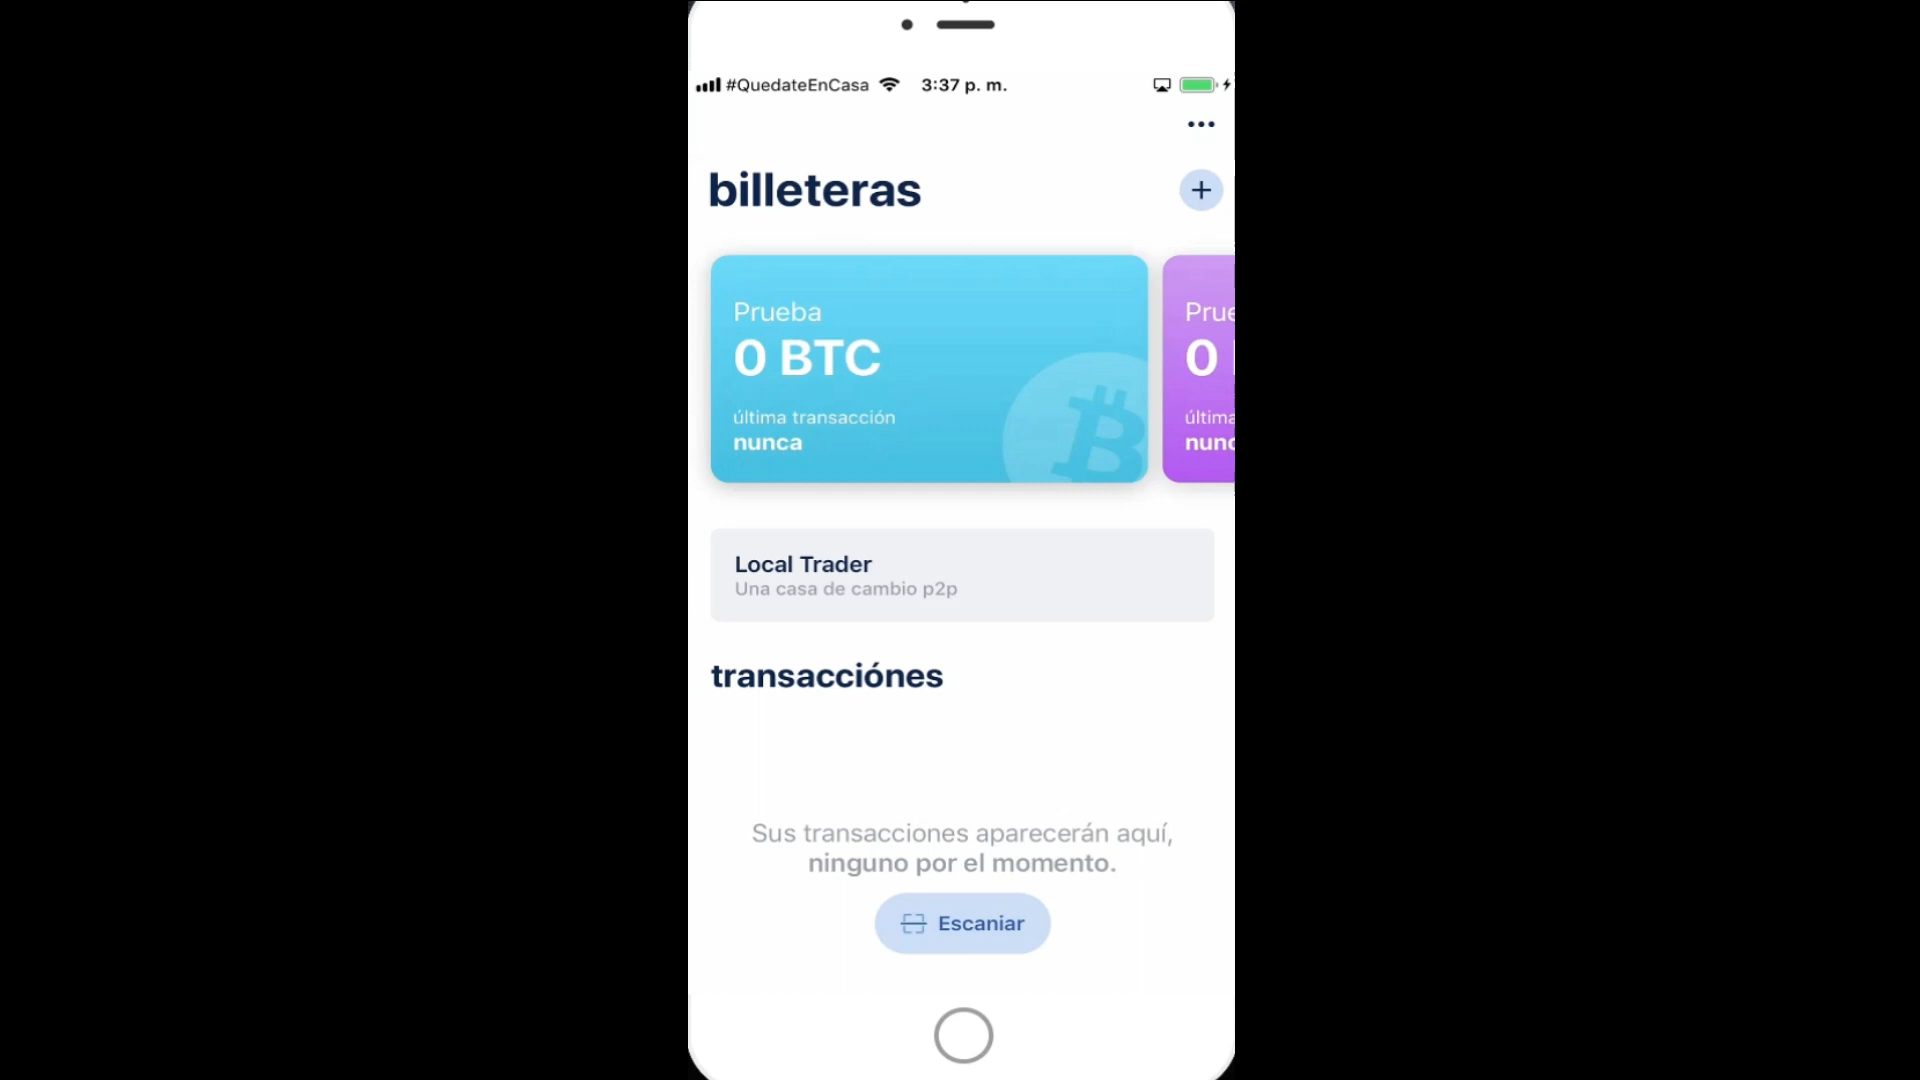 #QuedateEnCasa 3:37 p. m.
billeteras
Prueba
0 BTC
última transacción
nunca
Prue
0
última
nunc
Local Trader
Una casa de cambio p2p
transacciónes
Sus transacciones aparecerán aquí,
ninguno por el momento.
Escaniar